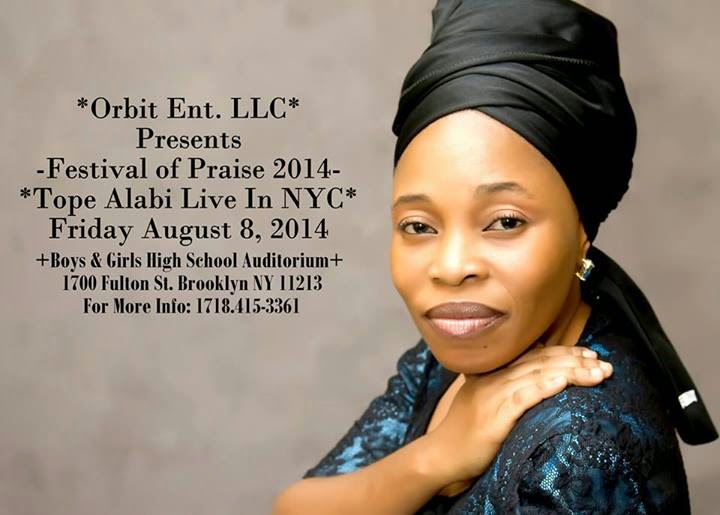 *Orbit Ent. LLC*
Presents
-Festival of Praise 2014-
*Tope Alabi Live In NYC*
Friday August 8, 2014
+Boys & Girls High School Auditorium+
1700 Fulton St. Brooklyn NY 11213
For More Info: 1718.415-3361